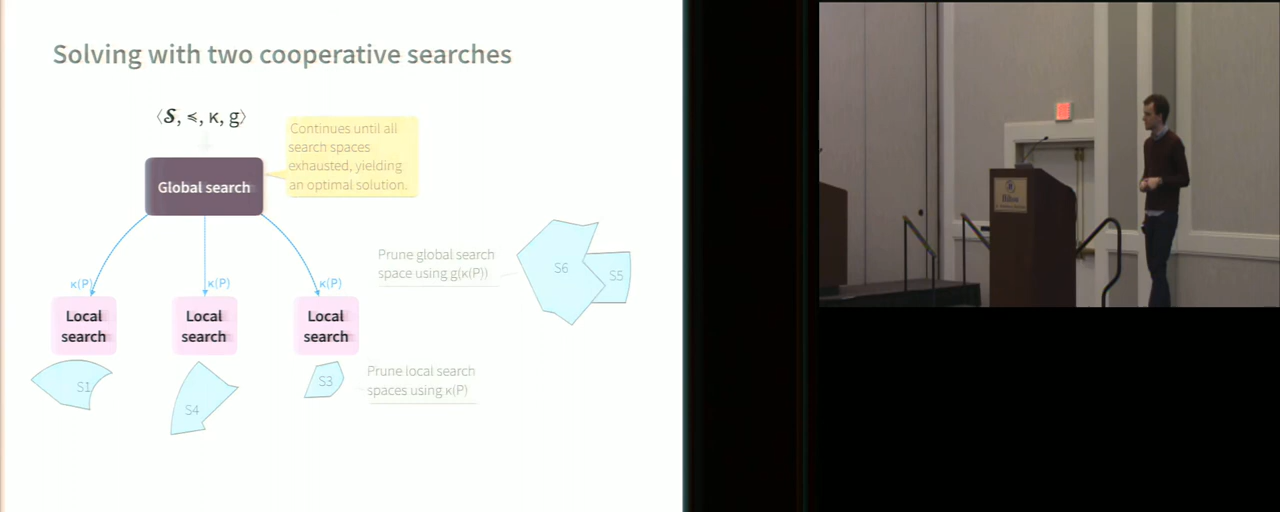 Solving with two cooperative searches
⟨𝓢, ≼, κ, g⟩
Continues until all
search spaces
exhausted, yielding
an optimal solution.
Global search
Prune global search
space using g(κ(P))
S6
S5
κ(P)
κ(P)
κ(P)
Local
search
Local
search
Local
search
S1
S4
S3
Prune local search
spaces using κ(P)
Hilton